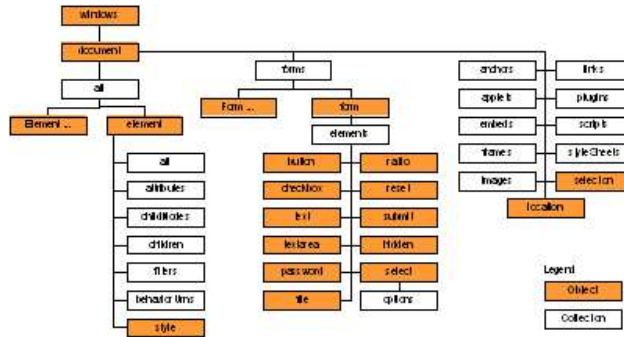 windows
document
all
Element ...
element
all
attributes
childNodes
children
filters
behaviorUrns
style
forms
Form ...
form
elements
button
radio
checkbox
reset
text
submit
textarea
hidden
password
select
file
options
anchors
links
applets
plugins
embeds
scripts
frames
styleSheets
images
selection
location
Legend
Object
Collection